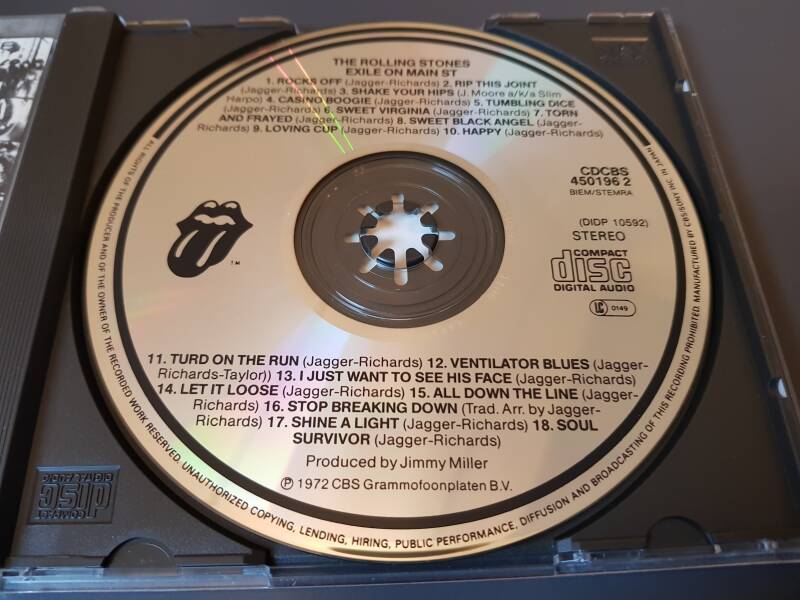 THE ROLLING STONES
EXILE ON MAIN ST
1. ROCKS OFF (Jagger-Richards) 2. RIP THIS JOINT
(Jagger-Richards) 3. SHAKE YOUR HIPS (J. Moore a/k/a Slim
Harpo) 4. CASINO BOOGIE (Jagger-Richards) 5. TUMBLING DICE
(Jagger-Richards) 6. SWEET VIRGINIA (Jagger-Richards) 7. TORN
AND FRAYED (Jagger-Richards) 8. SWEET BLACK ANGEL (Jagger-
Richards) 9. LOVING CUP (Jagger-Richards) 10. HAPPY (Jagger-Richards)
CDCBS
450196 2
BIEM/STEMRA
(DIDP 10592)
STEREO
COMPACT
disc
DIGITAL AUDIO
LC 0149
TM
11. TURD ON THE RUN (Jagger-Richards) 12. VENTILATOR BLUES (Jagger-
Richards-Taylor)) 13. I JUST WANT TO SEE HIS FACE (Jagger-Richards)
14. LET IT LOOSE (Jagger-Richards) 15. ALL DOWN THE LINE (Jagger-
Richards) 16. STOP BREAKING DOWN (Trad. Arr. by Jagger-
Richards) 17. SHINE A LIGHT (Jagger-Richards) 18. SOUL
SURVIVOR (Jagger-Richards)
Produced by Jimmy Miller
Ⓟ 1972 CBS Grammofoonplaten B.V.
ALL RIGHTS OF THE PRODUCER AND OF THE OWNER OF THE RECORDED WORK RESERVED. UNAUTHORIZED COPYING, LENDING, HIRING, PUBLIC PERFORMANCE, DIFFUSION AND BROADCASTING OF THIS RECORDING PROHIBITED. MANUFACTURED BY CBS/SONY INC IN JAPAN
COMPACT
disc
DIGITAL AUDIO